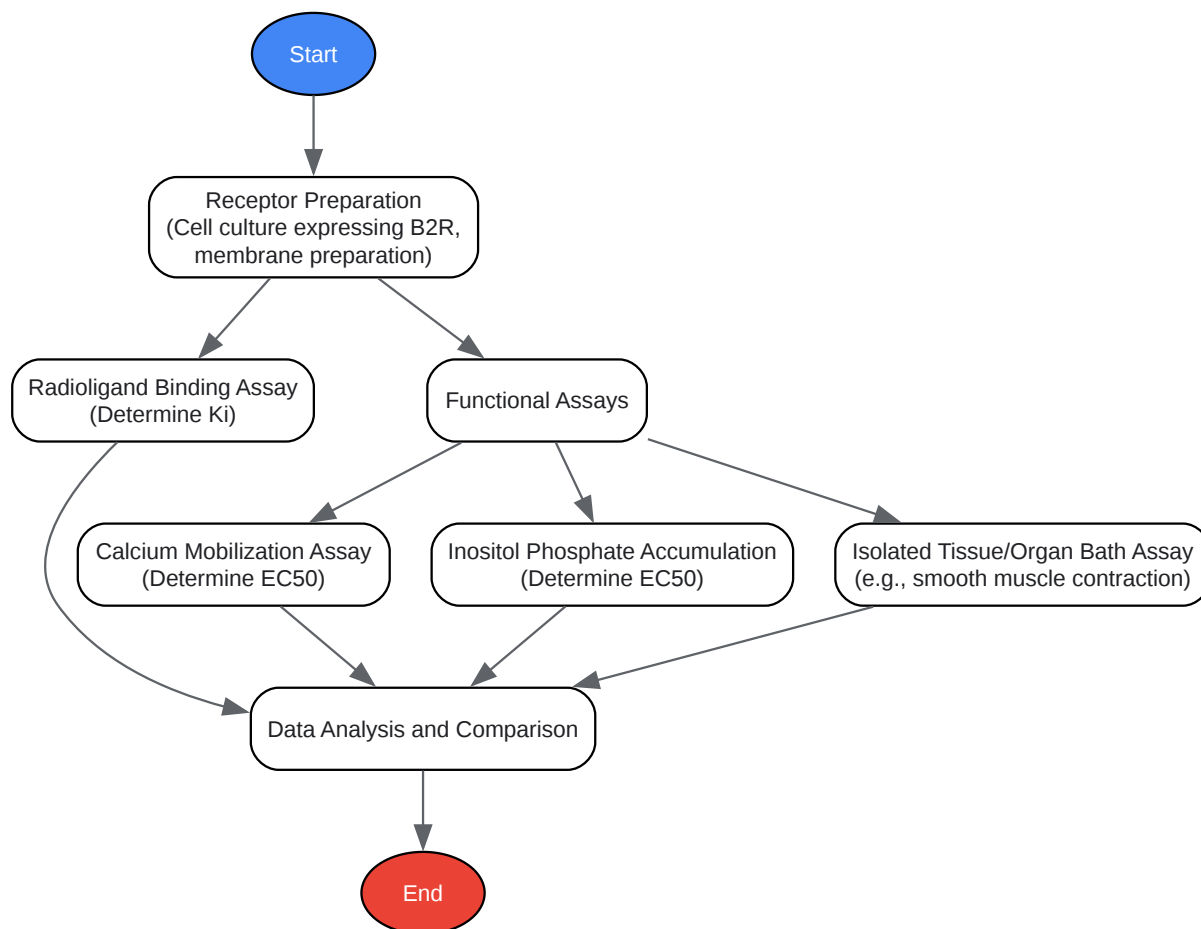 Start
Receptor Preparation
(Cell culture expressing B2R,
membrane preparation)
Radioligand Binding Assay
(Determine Ki)
Functional Assays
Calcium Mobilization Assay
(Determine EC50)
Inositol Phosphate Accumulation
(Determine EC50)
Isolated Tissue/Organ Bath Assay
(e.g., smooth muscle contraction)
Data Analysis and Comparison
End